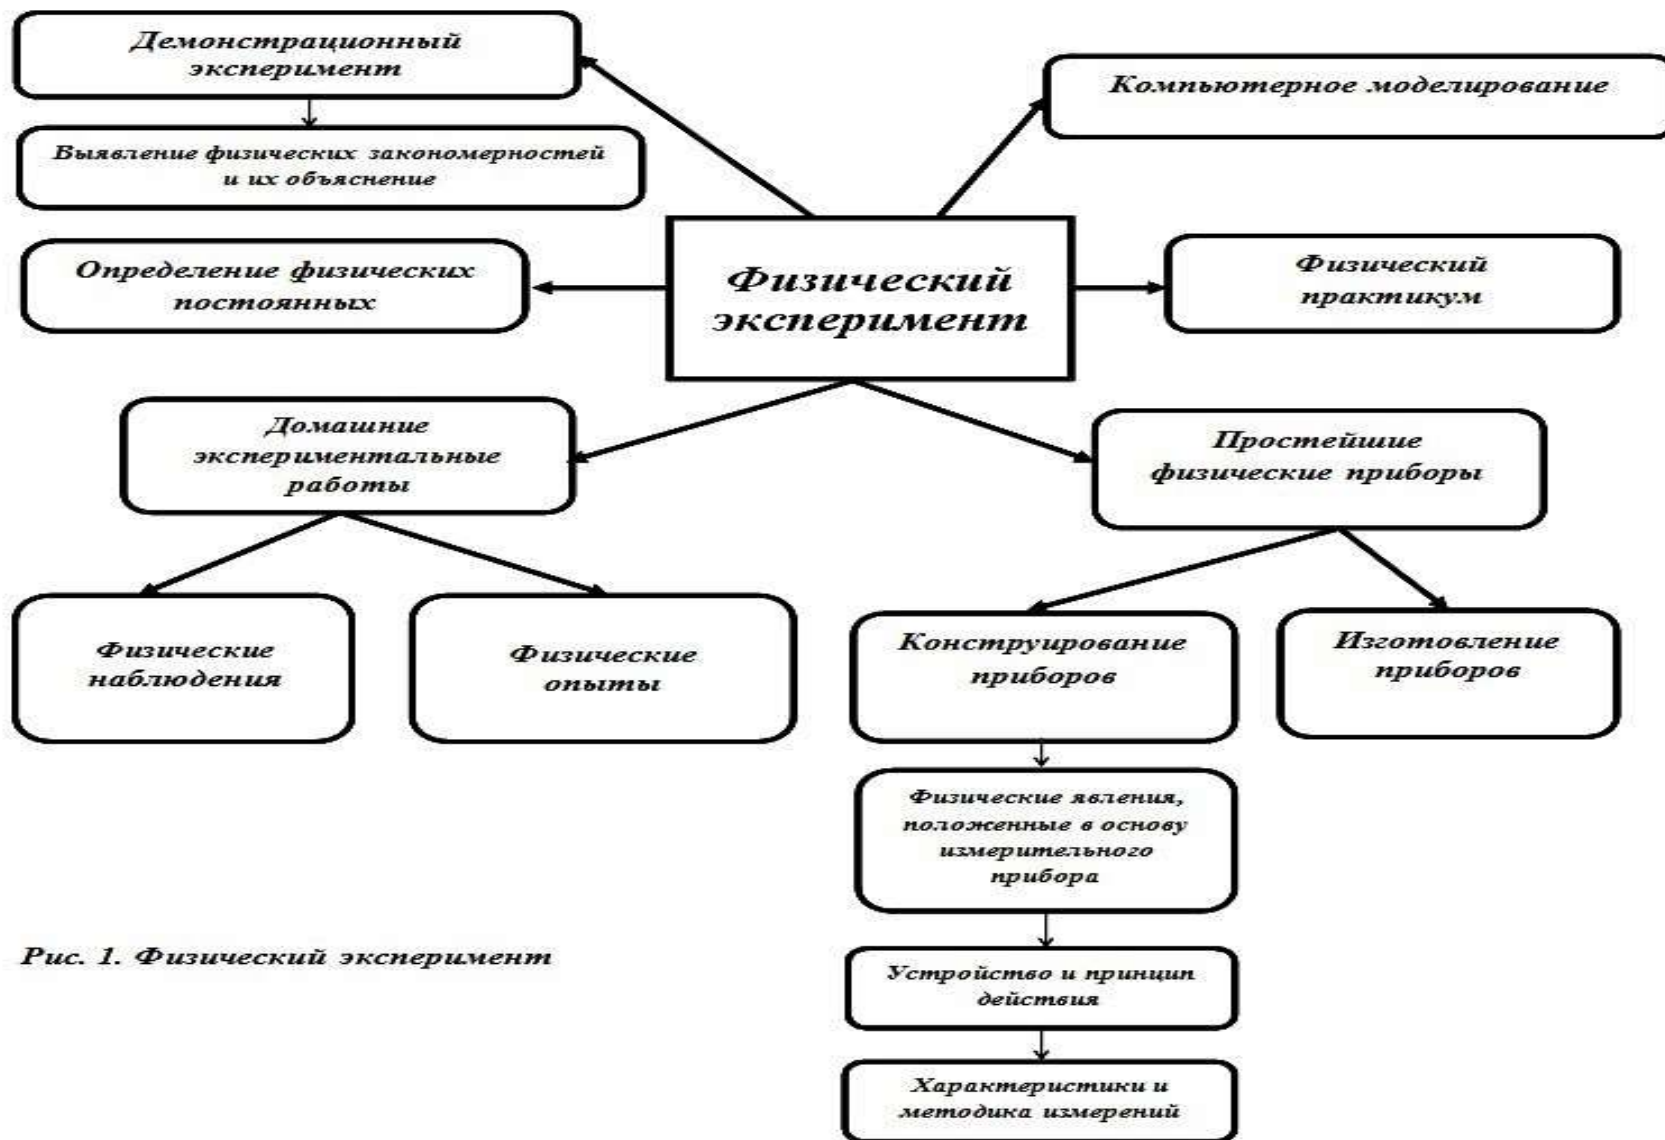 Демонстрационный
эксперимент
Компьютерное моделирование
Выявление физических закономерностей
и их объяснение
Определение физических
постоянных
Физический
эксперимент
Физический
практикум
Домашние
экспериментальные
работы
Простейшие
физические приборы
Физические
наблюдения
Физические
опыты
Конструирование
приборов
Изготовление
приборов
Физические явления,
положенные в основу
измерительного
прибора
Рис. 1. Физический эксперимент
Устройство и принцип
действия
Характеристики и
методика измерений